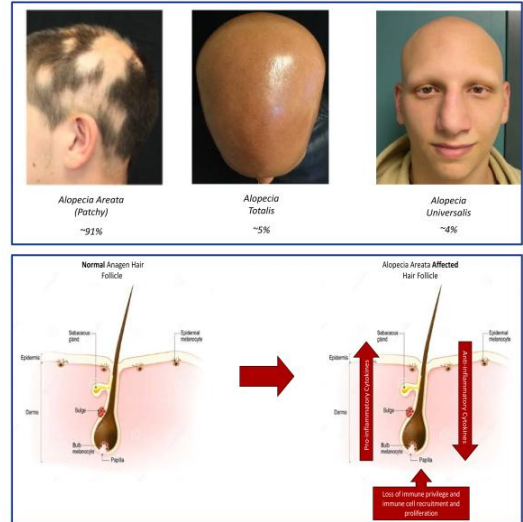 Alopecia Areata
(Patchy)
~91%
Alopecia
Totalis
~5%
Alopecia
Universalis
~4%
Normal Anagen Hair
Follicle
Sebaceous
gland
Epidermal
melanocyte
Epidermis
Dermis
Bulge
Bulb
melanocyte
Papilla
Alopecia Areata Affected
Hair Follicle
Sebaceous
gland
Epidermal
melanocyte
Epidermis
Pro-inflammatory Cytokines
Anti-inflammatory
Cytokines
Dermis
Bulge
Bulb
melanocyte
Papilla
Loss of immune privilege and
immune cell recruitment and
proliferation